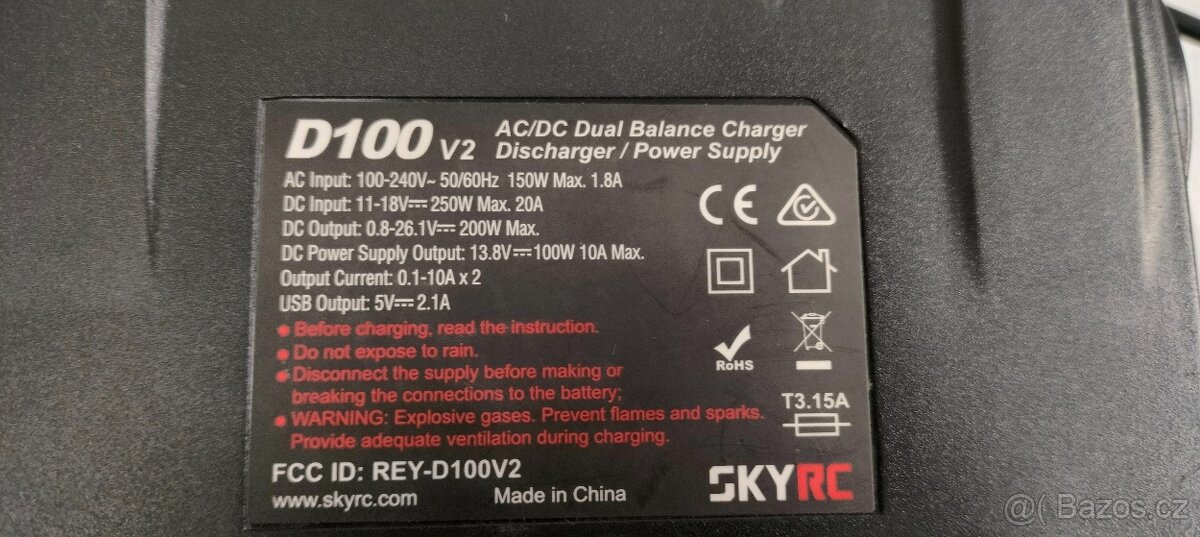 D100 V2 AC/DC Dual Balance Charger
Discharger / Power Supply
AC Input: 100-240V~ 50/60Hz 150W Max. 1.8A
DC Input: 11-18V⎓250W Max. 20A
DC Output: 0.8-26.1V⎓200W Max.
DC Power Supply Output: 13.8V⎓100W 10A Max.
Output Current: 0.1-10A x 2
USB Output: 5V⎓2.1A
CE
• Before charging, read the instruction.
• Do not expose to rain.
• Disconnect the supply before making or
breaking the connections to the battery;
• WARNING: Explosive gases. Prevent flames and sparks.
Provide adequate ventilation during charging.
RoHS
T3.15A
FCC ID: REY-D100V2
www.skyrc.com
Made in China
SKYRC
@( Bazos.cz